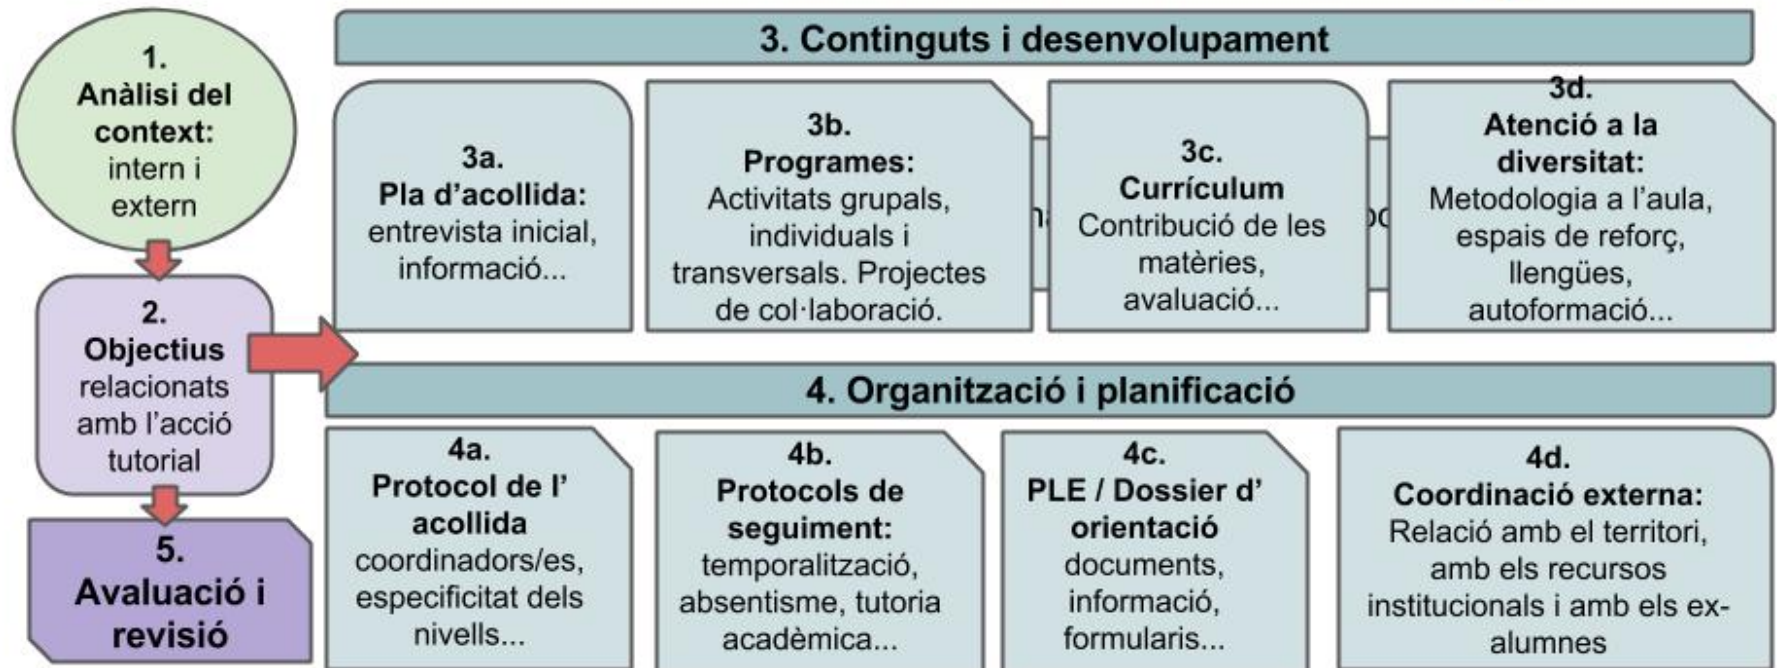 1.
Anàlisi del
context:
intern i
extern
2.
Objectius
relacionats
amb l'acció
tutorial
5.
Avaluació i
revisió
3. Continguts i desenvolupament
3a.
Pla d'acollida:
entrevista inicial,
informació...
3b.
Programes:
Activitats grupals,
individuals i
transversals. Projectes
de col·laboració.
3c.
Currículum
Contribució de les
matèries,
avaluació...
3d.
Atenció a la
diversitat:
Metodologia a l'aula,
espais de reforç,
llengües,
autoformació...
4. Organització i planificació
4a.
Protocol de l'
acollida
coordinadors/es,
especificitat dels
nivells...
4b.
Protocols de
seguiment:
temporalització,
absentisme, tutoria
acadèmica...
4c.
PLE / Dossier d'
orientació
documents,
informació,
formularis...
4d.
Coordinació externa:
Relació amb el territori,
amb els recursos
institucionals i amb els ex-
alumnes